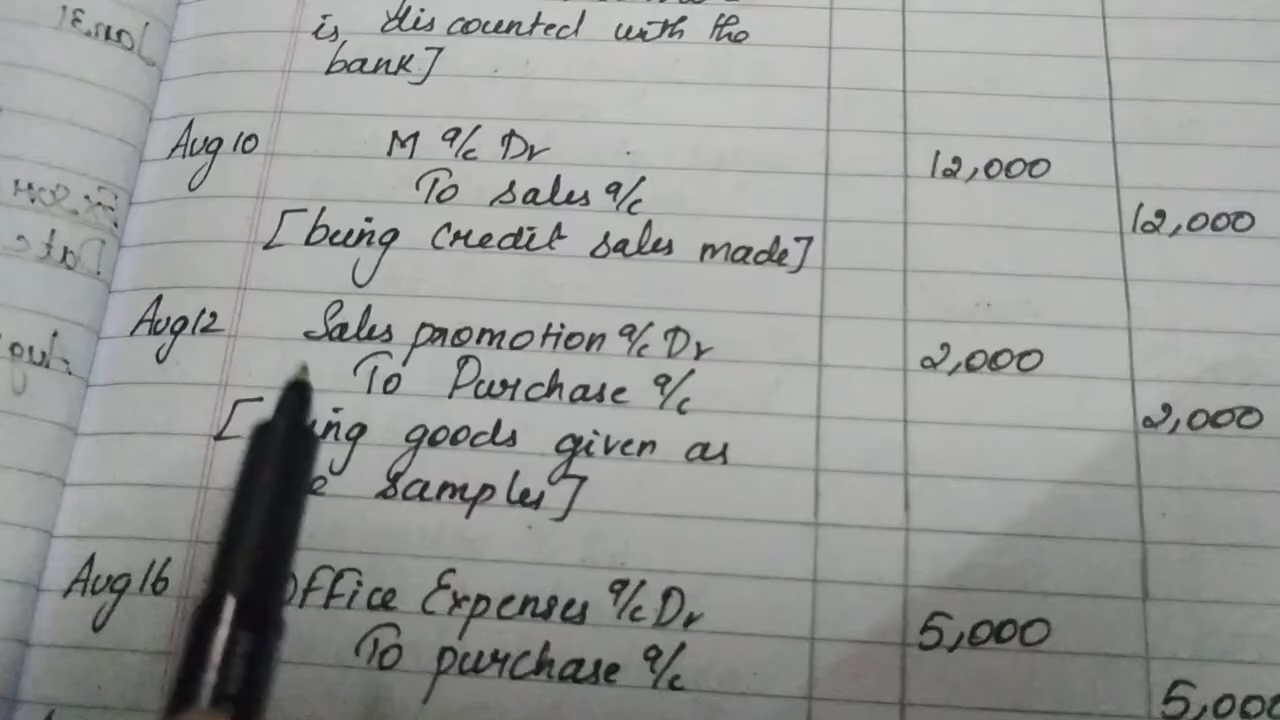 is discounted with the
bank]
Aug 10 M a/c Dr 12,000
To sales a/c 12,000
[being credit sales made]
Aug 12 Sales promotion a/c Dr 2,000
To Purchase a/c 2,000
[ goods given as
samples]
Aug 16 Office Expenses a/c Dr 5,000
To purchase a/c 5,000